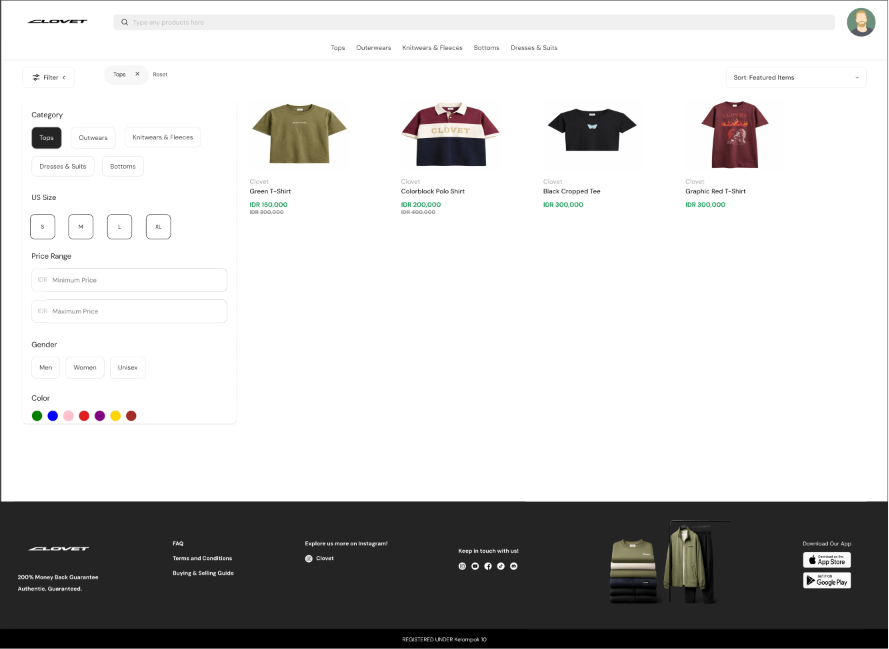 CLOVET
Type any products here
Tops Outerwears Knitwears & Fleeces Bottoms Dresses & Suits
Filter
Tops ✕ Reset
Sort: Featured Items
Category
Tops Outwears Knitwears & Fleeces
Dresses & Suits Bottoms
US Size
S M L XL
Price Range
IDR Minimum Price
IDR Maximum Price
Gender
Men Women Unisex
Color
Clovet
Green T-Shirt
IDR 150,000
IDR 300,000
CLOVET
Clovet
Colorblock Polo Shirt
IDR 200,000
IDR 400,000
Clovet
Black Cropped Tee
IDR 300,000
CLOVET
Clovet
Graphic Red T-Shirt
IDR 300,000
CLOVET
200% Money Back Guarantee
Authentic. Guaranteed.
FAQ
Terms and Conditions
Buying & Selling Guide
Explore us more on Instagram!
Clovet
Keep in touch with us!
Download Our App
Download on the
App Store
GET IT ON
Google Play
REGISTERED UNDER Kelompok 10